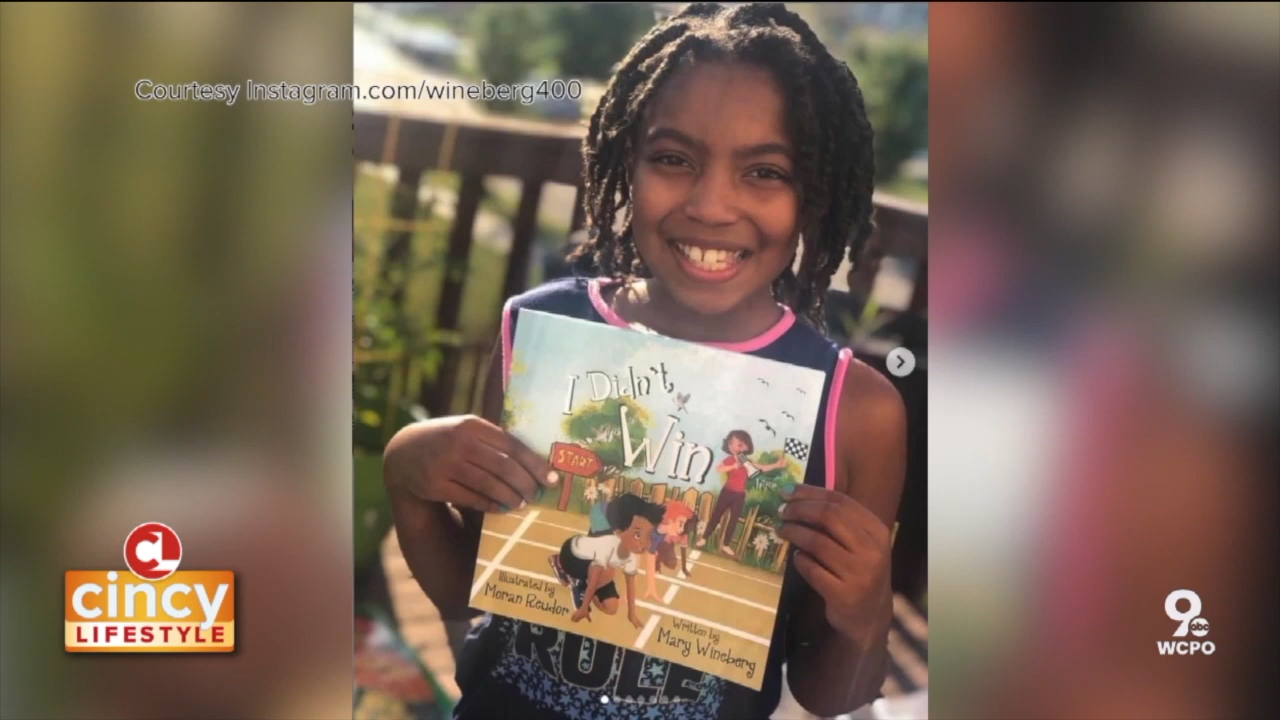 Courtesy Instagram.com/wineberg400
I Didn't
Win
START
Illustrated by
Moran Reudor
Written by
Mary Wineberg
RULE
CL
cincy
LIFESTYLE
9
abc
WCPO